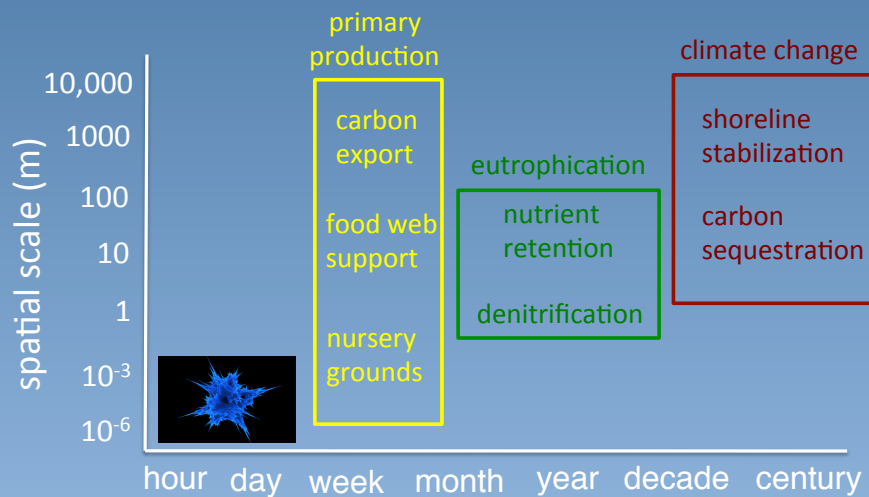 primary
production
climate change
10,000
1000
100
10
1
10-3
10-6
spatial scale (m)
carbon
export
food web
support
nursery
grounds
eutrophication
nutrient
retention
denitrification
shoreline
stabilization
carbon
sequestration
hour day week month year decade century